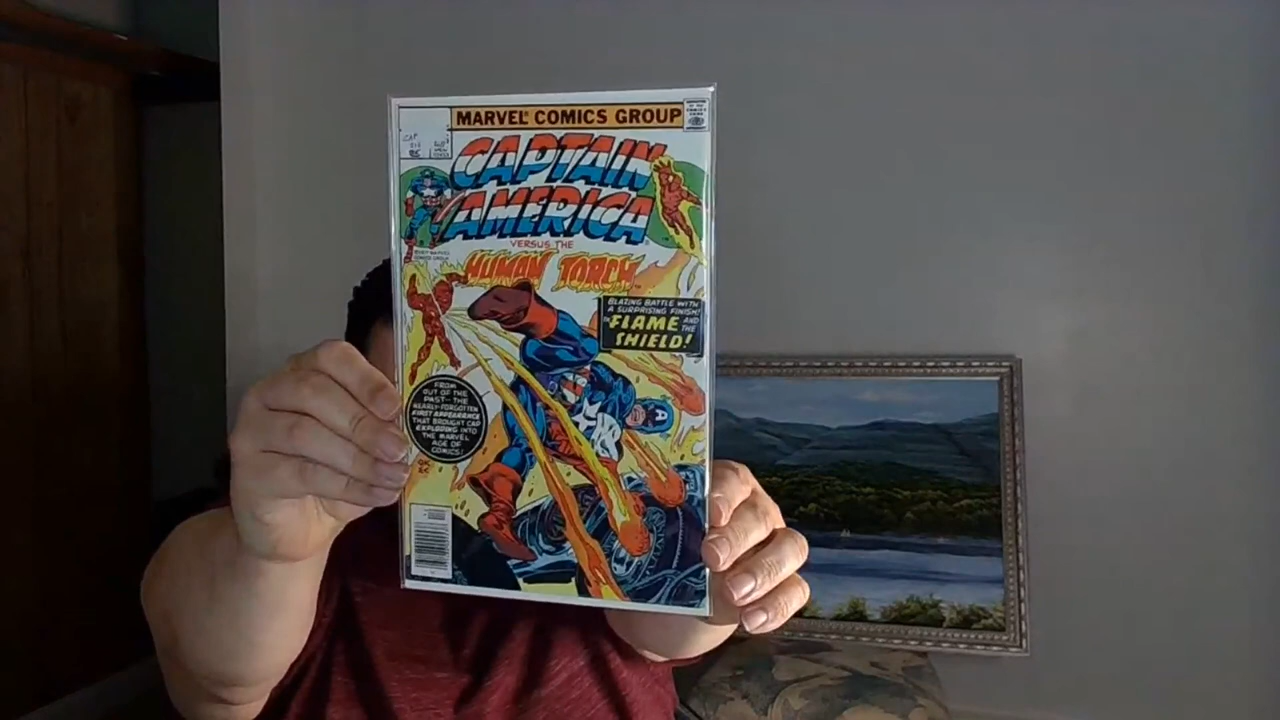 MARVEL® COMICS GROUP
CAPTAIN
AMERICA
VERSUS THE
HUMAN TORCH
BLAZING BATTLE WITH
A SURPRISING FINISH!
FLAME AND
THE
SHIELD!
FROM
OUT OF THE
PAST--THE
NEARLY-FORGOTTEN
FIRST APPEARANCE
THAT BROUGHT CAP
EXPLODING INTO
THE MARVEL
AGE OF
COMICS!
A